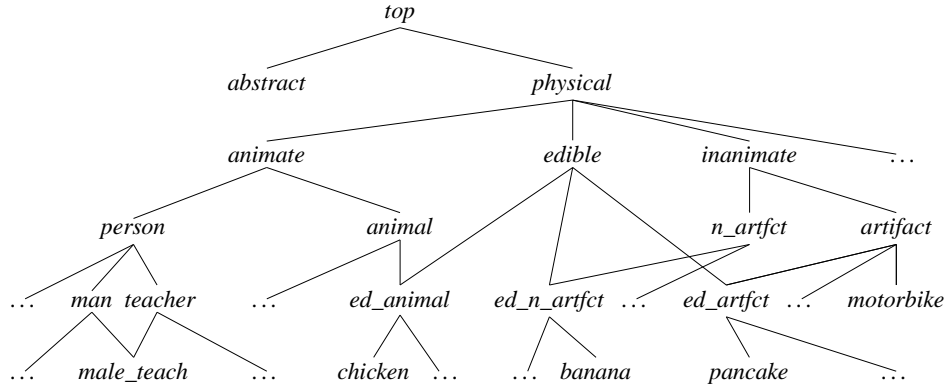 top
abstract physical
animate edible inanimate ...
person animal n_artfct artifact
... man teacher ... ed_animal ed_n_artfct ... ed_artfct ... motorbike
... male_teach ... chicken ... ... banana pancake ...